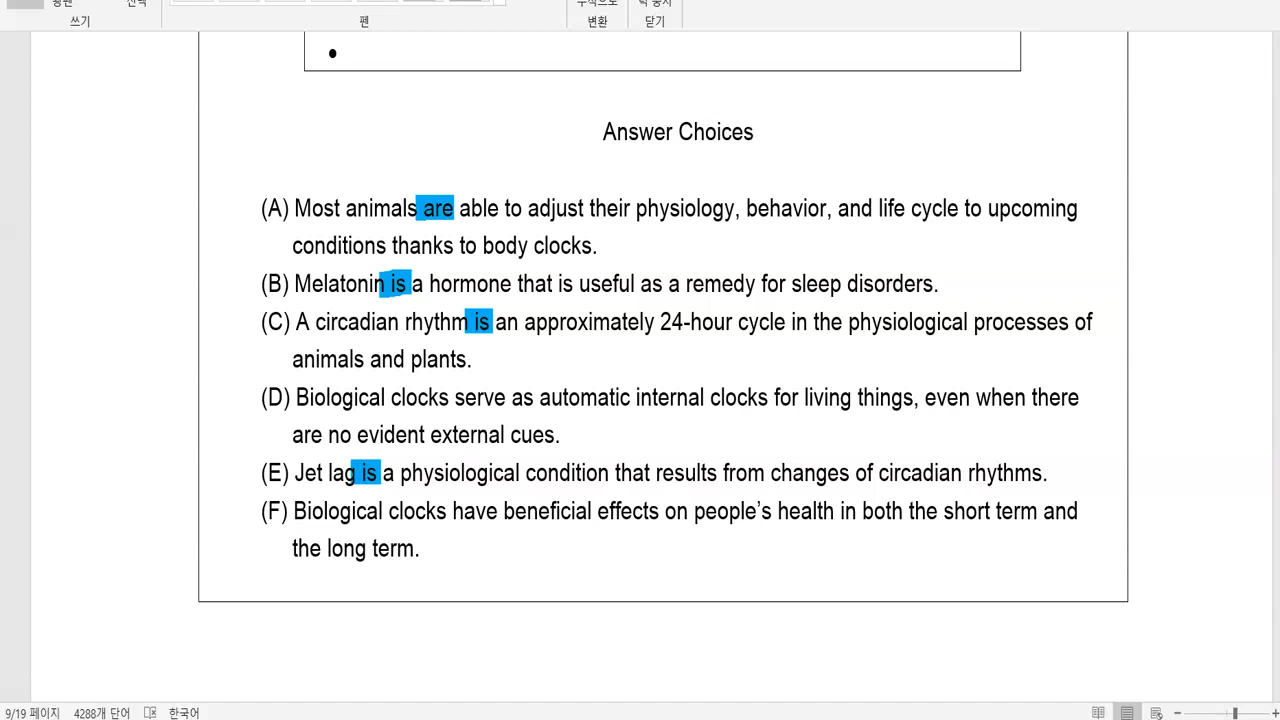 쓰기
펜
변환
닫기
•
Answer Choices
(A) Most animals are able to adjust their physiology, behavior, and life cycle to upcoming
conditions thanks to body clocks.
(B) Melatonin is a hormone that is useful as a remedy for sleep disorders.
(C) A circadian rhythm is an approximately 24-hour cycle in the physiological processes of
animals and plants.
(D) Biological clocks serve as automatic internal clocks for living things, even when there
are no evident external cues.
(E) Jet lag is a physiological condition that results from changes of circadian rhythms.
(F) Biological clocks have beneficial effects on people’s health in both the short term and
the long term.
9/19 페이지 4288개 단어 한국어